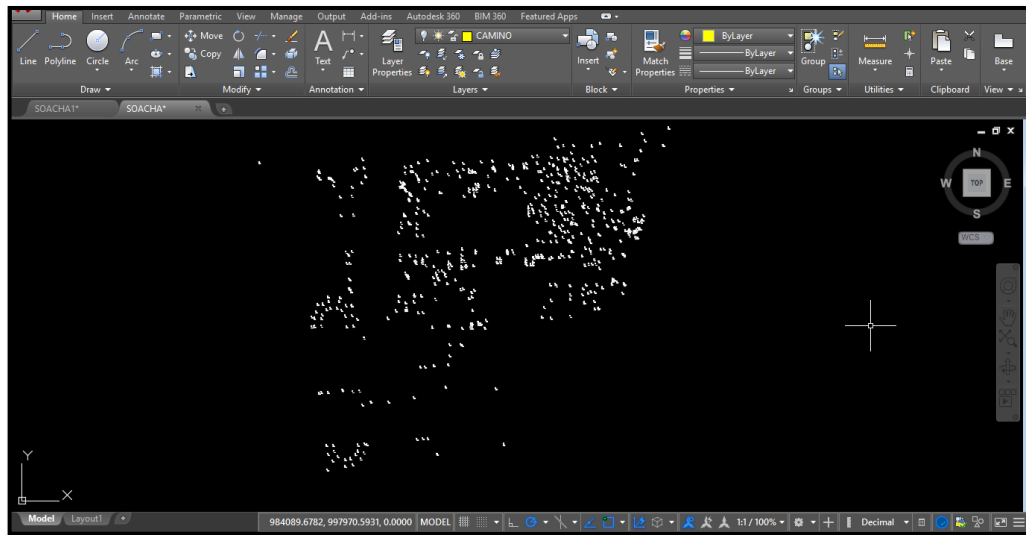 Home Insert Annotate Parametric View Manage Output Add-ins Autodesk 360 BIM 360 Featured Apps
Line Polyline Circle Arc
Move
Copy
Text
Layer
Properties
CAMINO
Insert
Match
Properties
ByLayer
ByLayer
ByLayer
Group
Measure
Paste
Base
Draw Modify Annotation Layers Block Properties Groups Utilities Clipboard View
SOACHA1* SOACHA*
N
W TOP E
S
WCS
Y
X
Model Layout1 +
984089.6782, 997970.5931, 0.0000 MODEL 1:1 / 100% Decimal